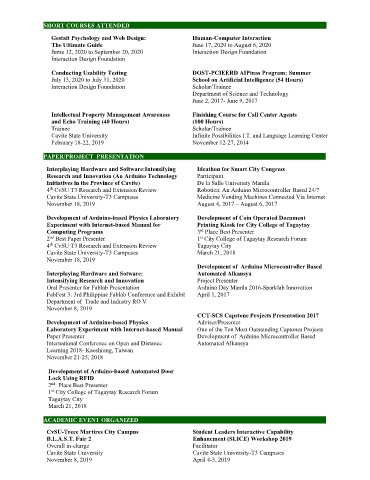 SHORT COURSES ATTENDED
Gestalt Psychology and Web Design:
The Ultimate Guide
June 12, 2020 to September 20, 2020
Interaction Design Foundation
Conducting Usability Testing
July 13, 2020 to July 31, 2020
Interaction Design Foundation
Intellectual Property Management Awareness
and Echo Training (40 Hours)
Trainee
Cavite State University
February 18-22, 2019
Human-Computer Interaction
June 17, 2020 to August 6, 2020
Interaction Design Foundation
DOST-PCIEERD AIPinas Program: Summer
School on Artificial Intelligence (54 Hours)
Scholar/Trainee
Department of Science and Technology
June 2, 2017- June 9, 2017
Finishing Course for Call Center Agents
(100 Hours)
Scholar/Trainee
Infinite Possibilities I.T. and Language Learning Center
November 12-27, 2014
PAPER/PROJECT PRESENTATION
Interplaying Hardware and Software:Intensifying
Research and Innovation (An Arduino Technology
Initiatives in the Province of Cavite)
4th CvSU T3 Research and Extension Review
Cavite State University-T3 Campuses
November 18, 2019
Development of Arduino-based Physics Laboratory
Experiment with Internet-based Manual for
Computing Programs
2nd Best Paper Presenter
4th CvSU T3 Research and Extension Review
Cavite State University-T3 Campuses
November 18, 2019
Interplaying Hardware and Sotware:
Intensifying Research and Innovation
Oral Presenter for Fablab Presentation
FabFest 3: 3rd Philippine Fablab Conference and Exhibit
Department of Trade and Industry RO V
November 8, 2019
Development of Arduino-based Physics
Laboratory Experiment with Internet-based Manual
Paper Presenter
International Conference on Open and Distance
Learning 2018- Kaoshiung, Taiwan
November 21-25, 2018
Development of Arduino-based Automated Door
Lock Using RFID
2nd Place Best Presenter
1st City College of Tagaytay Research Forum
Tagaytay City
March 21, 2018
Ideathon for Smart City Congress
Participant
De la Salle University Manila
Robotica: An Arduino Microcontroller Based 24/7
Medicine Vending Machines Connected Via Internet
August 4, 2017 – August 6, 2017
Development of Coin Operated Document
Printing Kiosk for City College of Tagaytay
3rd Place Best Presenter
1st City College of Tagaytay Research Forum
Tagaytay City
March 21, 2018
Development of Arduino Microcontroller Based
Automated Alkansya
Project Presenter
Arduino Day Manila 2016-Sparklab Innovation
April 1, 2017
CCT-SCS Capstone Projects Presentation 2017
Adviser/Presenter
One of the Ten Most Outstanding Capstones Projects
Development of Arduino Microcontroller Based
Automated Alkansya
ACADEMIC EVENT ORGANIZED
CvSU-Trece Martires City Campus
B.L.A.S.T. Fair 2
Overall in-charge
Cavite State University
November 8, 2019
Student Leaders Interactive Capability
Enhancement (SLICE) Workshop 2019
Facilitator
Cavite State University-T3 Campuses
April 4-5, 2019